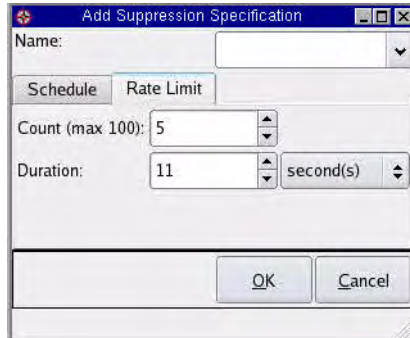 Add Suppression Specification
Name:
Schedule Rate Limit
Count (max 100): 5
Duration: 11 second(s)
OK Cancel